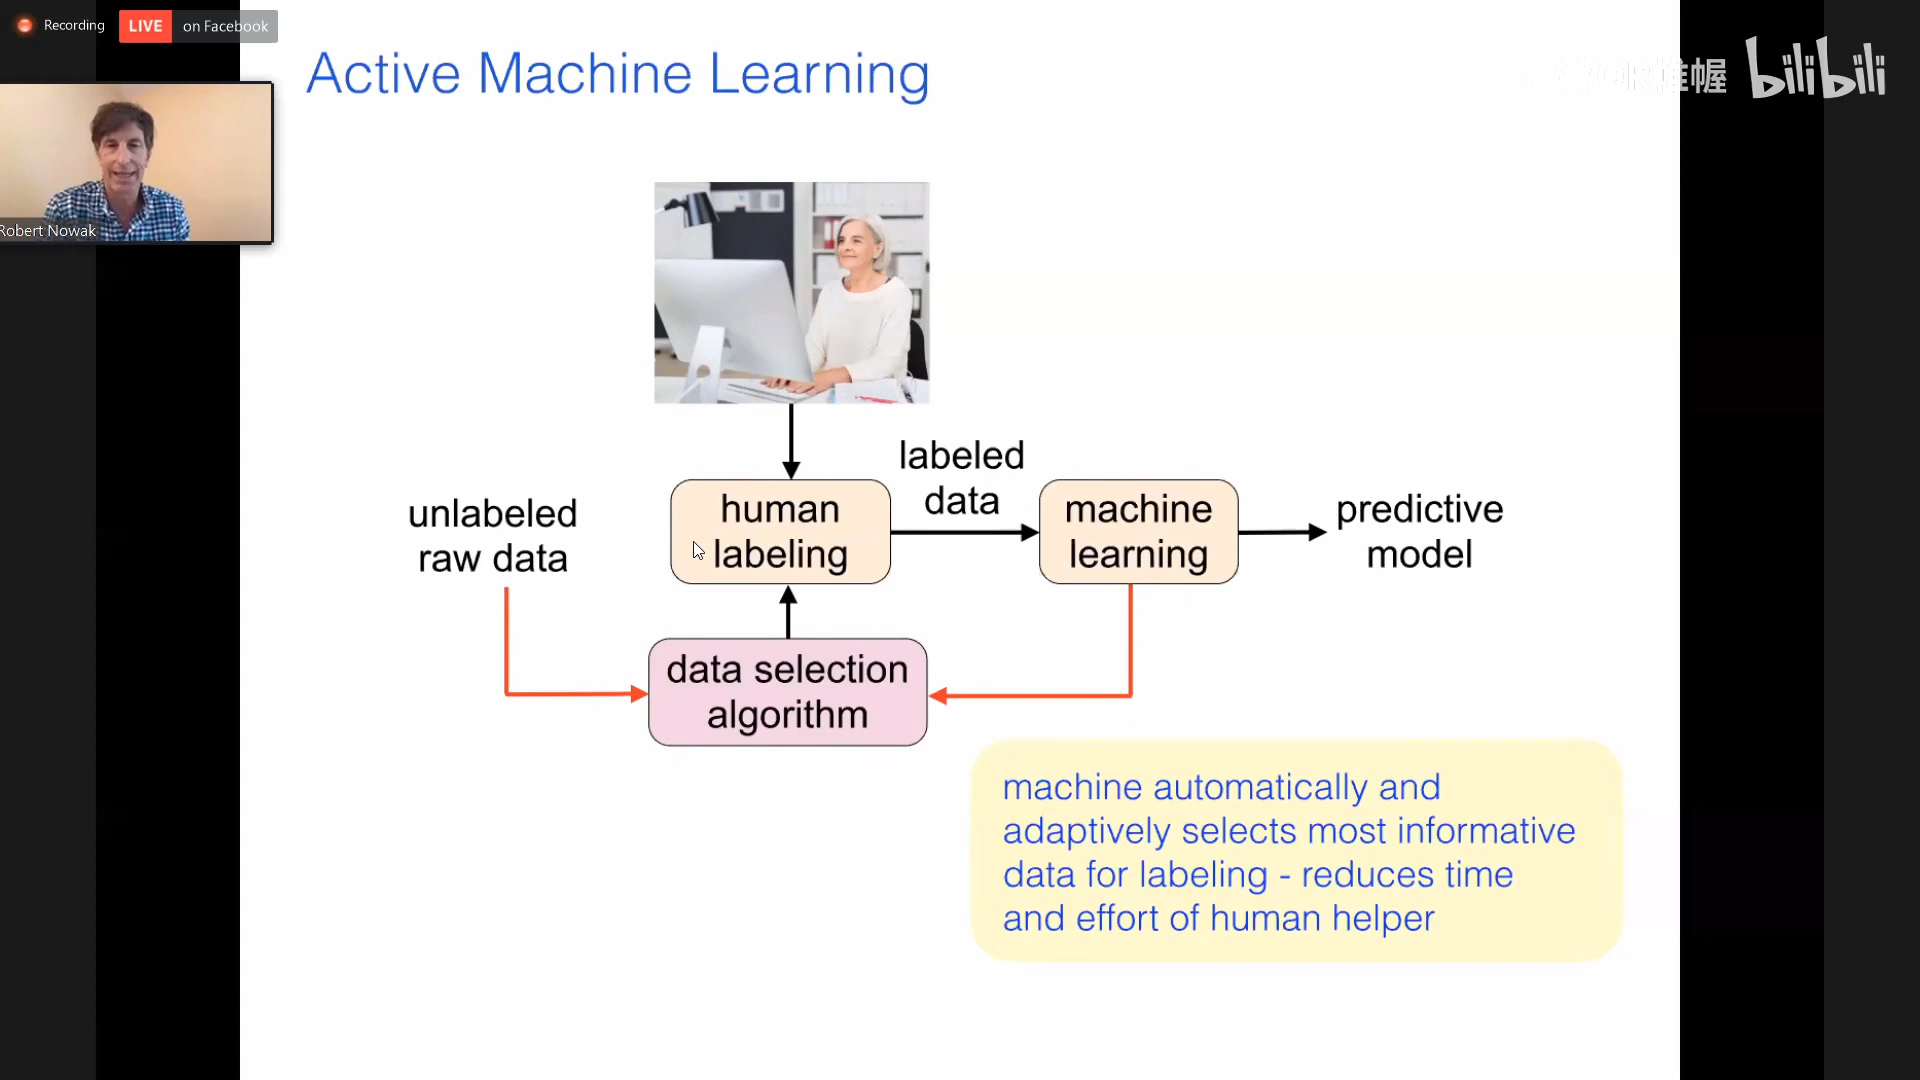 Recording
LIVE on Facebook
Active Machine Learning
bilibili
Robert Nowak
labeled
data
unlabeled
raw data
human
labeling
machine
learning
predictive
model
data selection
algorithm
machine automatically and
adaptively selects most informative
data for labeling - reduces time
and effort of human helper